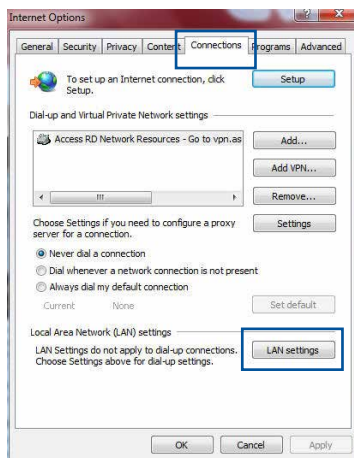 Internet Options
General Security Privacy Content Connections Programs Advanced
To set up an Internet connection, click Setup.
Setup
Dial-up and Virtual Private Network settings
Access RD Network Resources - Go to vpn.as
Add...
Add VPN...
Remove...
Choose Settings if you need to configure a proxy
server for a connection.
Settings
Never dial a connection
Dial whenever a network connection is not present
Always dial my default connection
Current None
Set default
Local Area Network (LAN) settings
LAN Settings do not apply to dial-up connections.
Choose Settings above for dial-up settings.
LAN settings
OK Cancel Apply